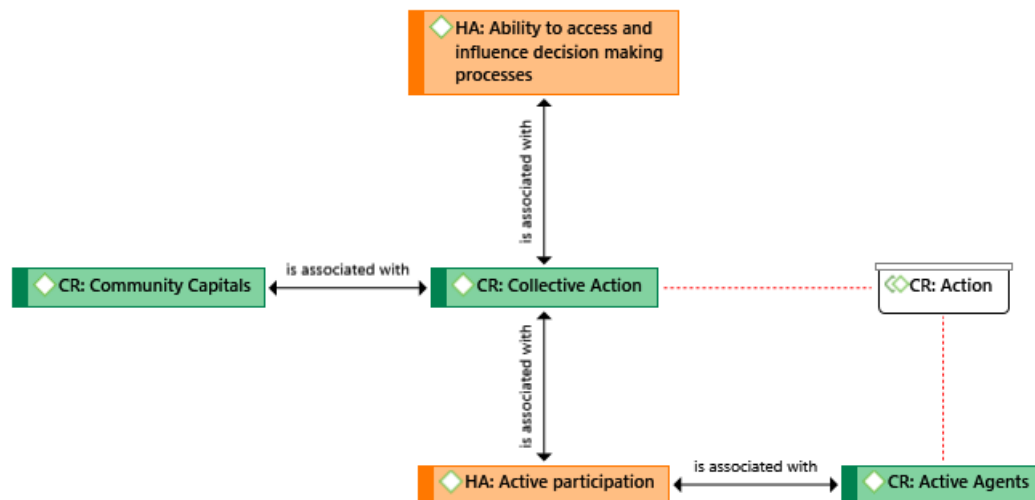 HA: Ability to access and
influence decision making
processes
is associated with
CR: Community Capitals
is associated with
CR: Collective Action
CR: Action
is associated with
HA: Active participation
is associated with
CR: Active Agents